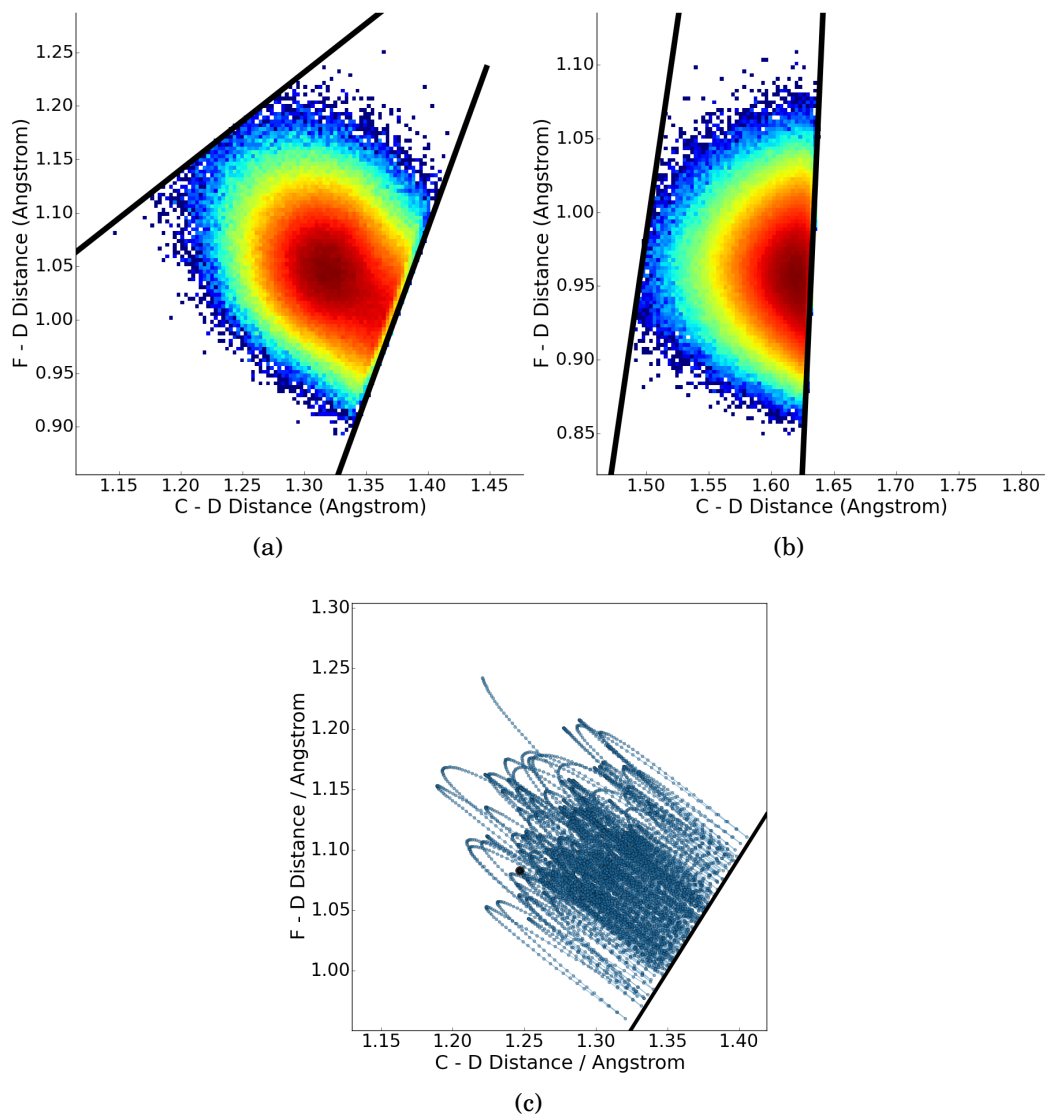 1.25
1.20
1.15
1.10
1.05
1.00
0.95
0.90
F - D Distance (Angstrom)
1.15 1.20 1.25 1.30 1.35 1.40 1.45
C - D Distance (Angstrom)
(a)
1.10
1.05
1.00
0.95
0.90
0.85
F - D Distance (Angstrom)
1.50 1.55 1.60 1.65 1.70 1.75 1.80
C - D Distance (Angstrom)
(b)
1.30
1.25
1.20
1.15
1.10
1.05
1.00
F - D Distance / Angstrom
1.15 1.20 1.25 1.30 1.35 1.40
C - D Distance / Angstrom
(c)